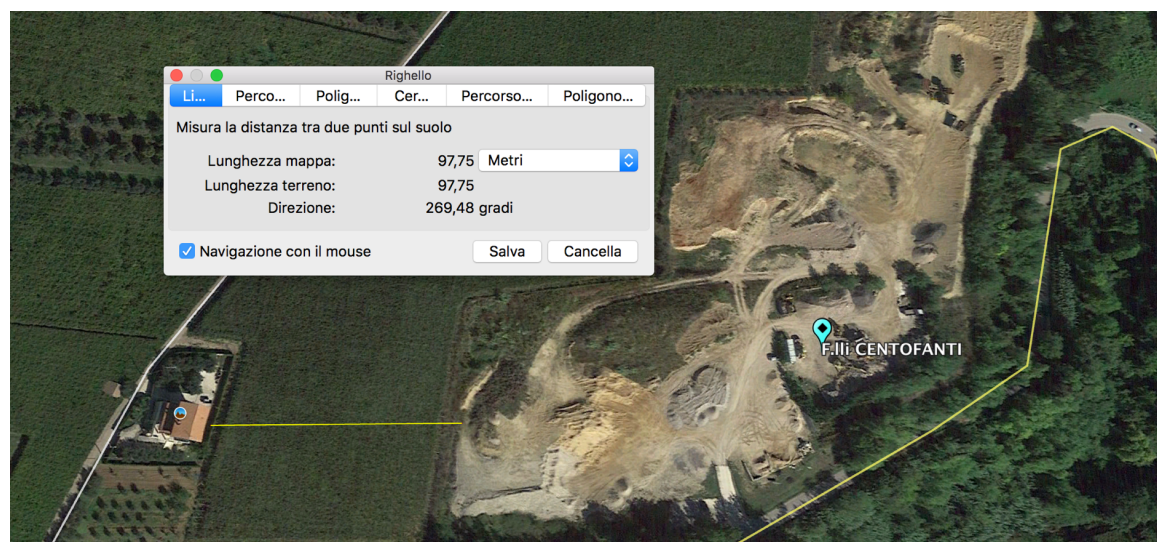 Righello
Li... Perco... Polig... Cer... Percorso... Poligono...
Misura la distanza tra due punti sul suolo
Lunghezza mappa: 97,75 Metri
Lunghezza terreno: 97,75
Direzione: 269,48 gradi
Navigazione con il mouse Salva Cancella
F.lli CENTOFANTI